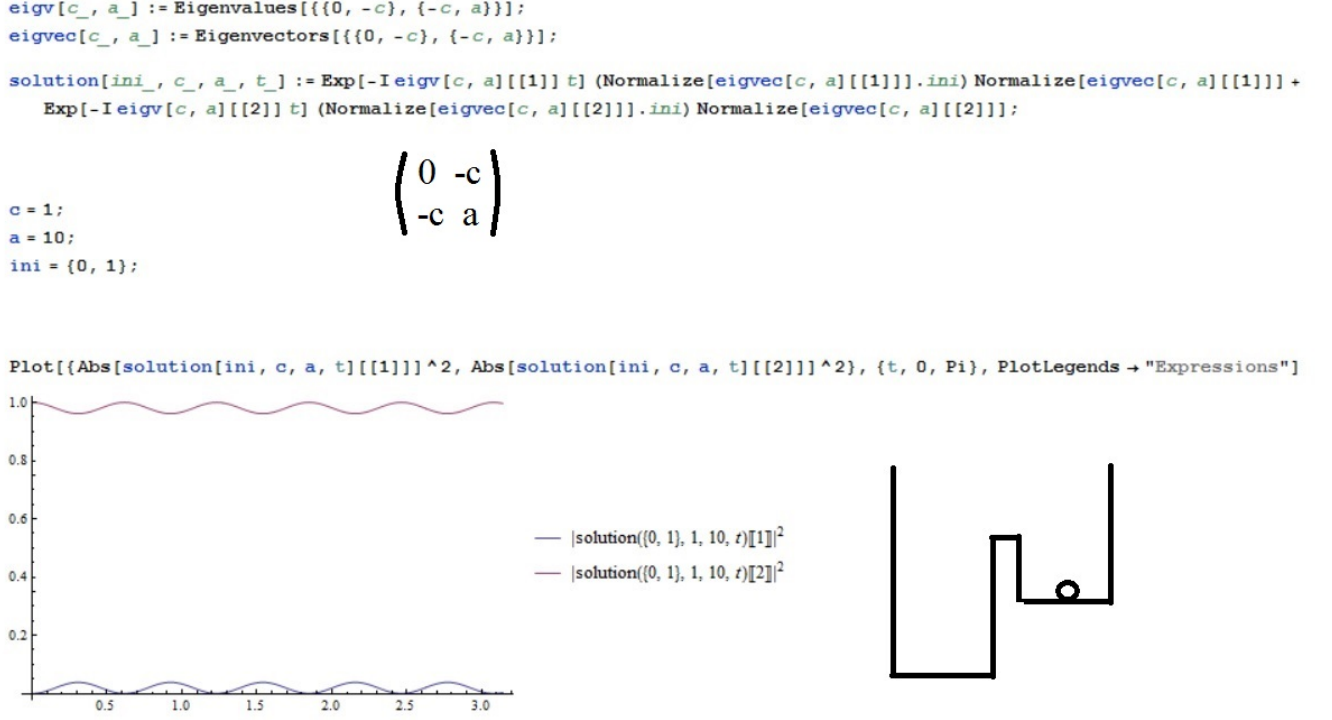 eigv[c_, a_] := Eigenvalues[{{0, -c}, {-c, a}}];
eigvec[c_, a_] := Eigenvectors[{{0, -c}, {-c, a}}];
solution[ini_, c_, a_, t_] := Exp[-I eigv[c, a][[1]] t] (Normalize[eigvec[c, a][[1]]].ini) Normalize[eigvec[c, a][[1]]] +
Exp[-I eigv[c, a][[2]] t] (Normalize[eigvec[c, a][[2]]].ini) Normalize[eigvec[c, a][[2]]];
0 -c
-c a
c = 1;
a = 10;
ini = {0, 1};
Plot[{Abs[solution[ini, c, a, t][[1]]]^2, Abs[solution[ini, c, a, t][[2]]]^2}, {t, 0, Pi}, PlotLegends → "Expressions"]
1.0
0.8
0.6
0.4
0.2
0.5 1.0 1.5 2.0 2.5 3.0
|solution({0, 1}, 1, 10, t)[[1]]|²
|solution({0, 1}, 1, 10, t)[[2]]|²